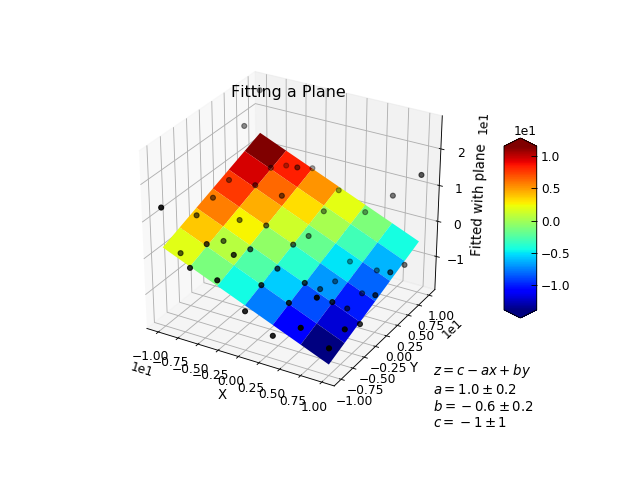 Fitting a Plane
1e1
2
1
0
−1
Fitted with plane
1e1
1.0
0.5
0.0
−0.5
−1.0
−1.00
−0.75
−0.50
−0.25
0.00
0.25
0.50
0.75
1.00
1e1
X
−1.00
−0.75
−0.50
−0.25
0.00
0.25
0.50
0.75
1.00
1e1
Y
z = c − ax + by
a = 1.0 ± 0.2
b = −0.6 ± 0.2
c = −1 ± 1